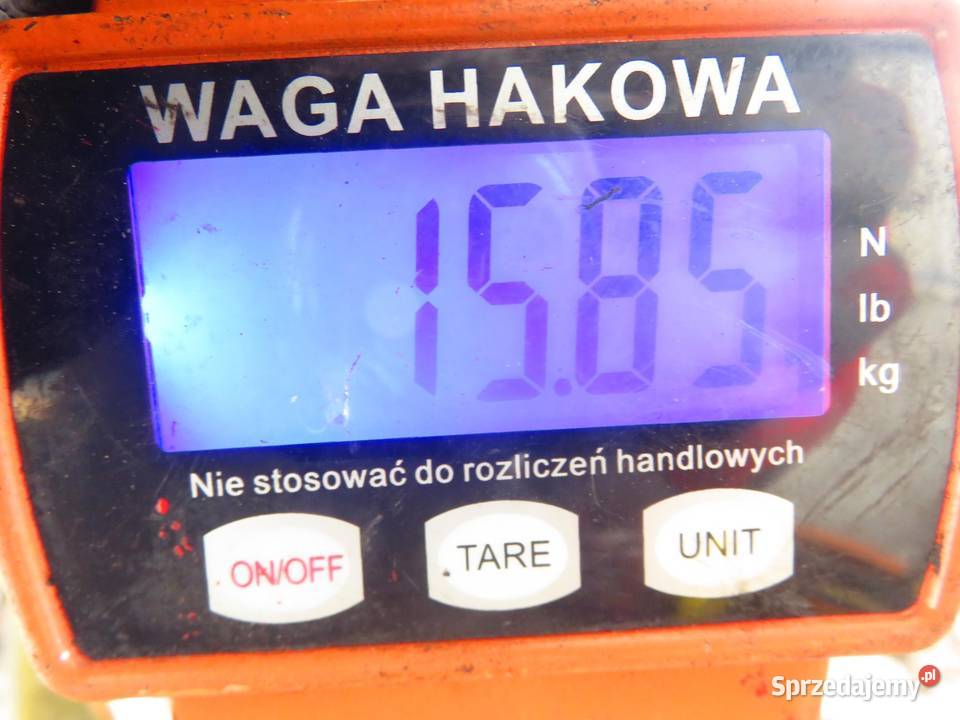 WAGA HAKOWA
15.85
N
lb
kg
Nie stosować do rozliczeń handlowych
ON/OFF
TARE
UNIT
Sprzedajemy.pl